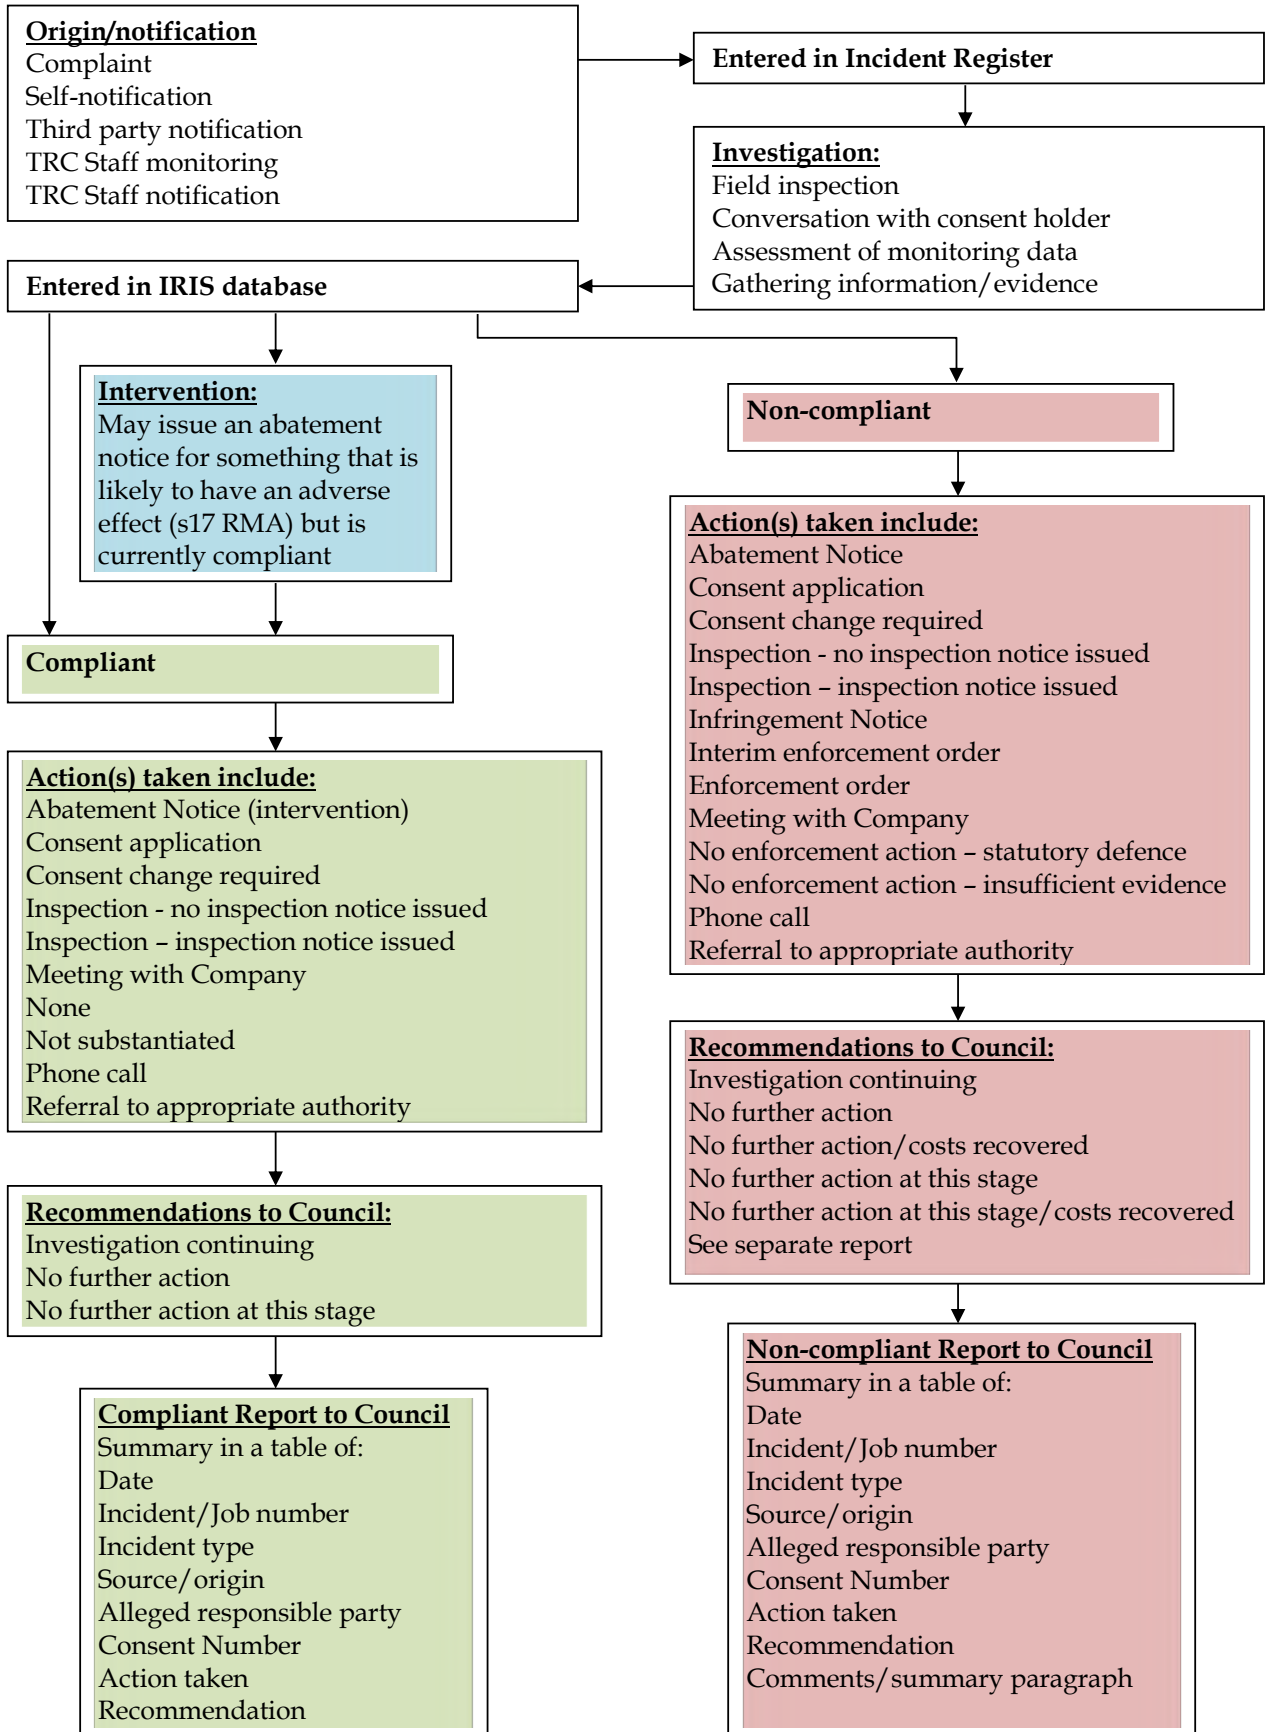 Origin/notification
Complaint
Self-notification
Third party notification
TRC Staff monitoring
TRC Staff notification
Entered in Incident Register
Investigation:
Field inspection
Conversation with consent holder
Assessment of monitoring data
Gathering information/evidence
Entered in IRIS database
Intervention:
May issue an abatement
notice for something that is
likely to have an adverse
effect (s17 RMA) but is
currently compliant
Compliant
Action(s) taken include:
Abatement Notice (intervention)
Consent application
Consent change required
Inspection - no inspection notice issued
Inspection – inspection notice issued
Meeting with Company
None
Not substantiated
Phone call
Referral to appropriate authority
Recommendations to Council:
Investigation continuing
No further action
No further action at this stage
Compliant Report to Council
Summary in a table of:
Date
Incident/Job number
Incident type
Source/origin
Alleged responsible party
Consent Number
Action taken
Recommendation
Non-compliant
Action(s) taken include:
Abatement Notice
Consent application
Consent change required
Inspection - no inspection notice issued
Inspection – inspection notice issued
Infringement Notice
Interim enforcement order
Enforcement order
Meeting with Company
No enforcement action – statutory defence
No enforcement action – insufficient evidence
Phone call
Referral to appropriate authority
Recommendations to Council:
Investigation continuing
No further action
No further action/costs recovered
No further action at this stage
No further action at this stage/costs recovered
See separate report
Non-compliant Report to Council
Summary in a table of:
Date
Incident/Job number
Incident type
Source/origin
Alleged responsible party
Consent Number
Action taken
Recommendation
Comments/summary paragraph